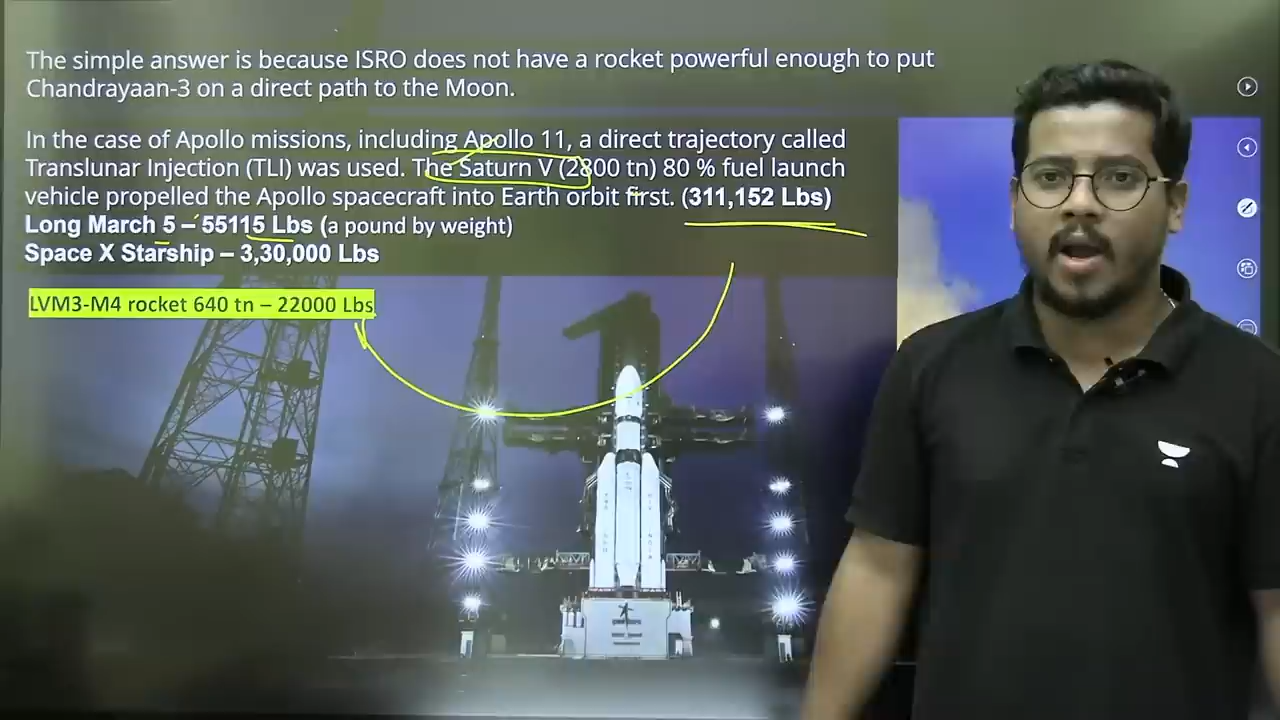 The simple answer is because ISRO does not have a rocket powerful enough to put
Chandrayaan-3 on a direct path to the Moon.
In the case of Apollo missions, including Apollo 11, a direct trajectory called
Translunar Injection (TLI) was used. The Saturn V (2800 tn) 80 % fuel launch
vehicle propelled the Apollo spacecraft into Earth orbit first. (311,152 Lbs)
Long March 5 – 55115 Lbs (a pound by weight)
Space X Starship – 3,30,000 Lbs
LVM3-M4 rocket 640 tn – 22000 Lbs